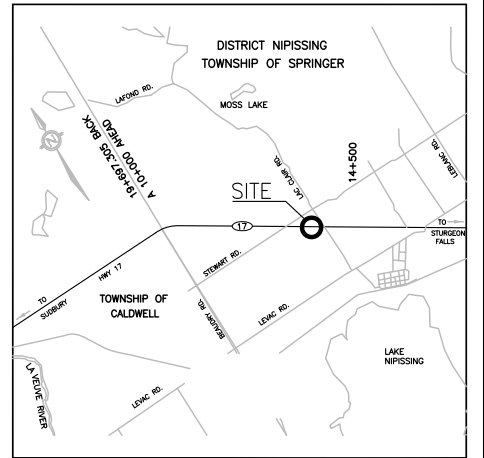 DISTRICT NIPISSING
TOWNSHIP OF SPRINGER
LAFOND RD.
MOSS LAKE
19+697.305 BACK
A 10+000 AHEAD
LAC CLAIR RD.
14+500
LEBLANC RD.
N
SITE
17
TO
STURGEON
FALLS
STEWART RD.
HWY 17
TO
SUDBURY
TOWNSHIP OF
CALDWELL
BEAUDRY RD.
LEVAC RD.
LAKE
NIPISSING
LA VEUVE RIVER
LEVAC RD.